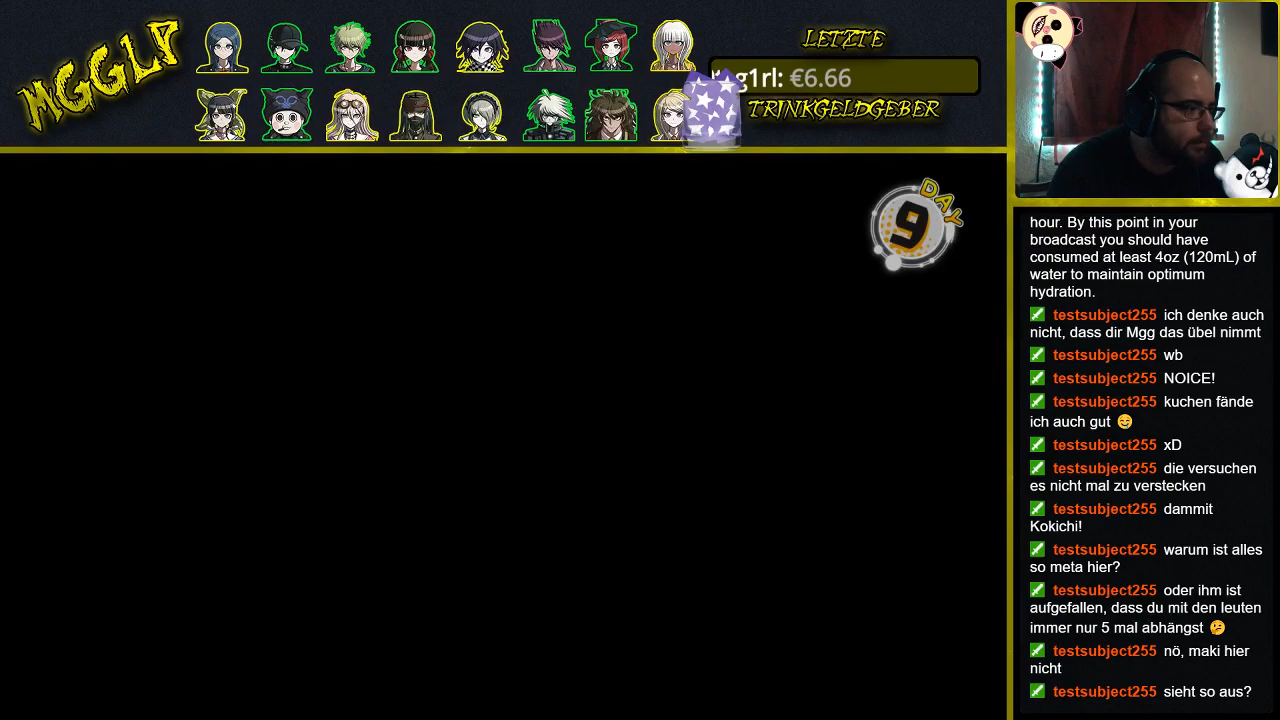 MGGLP
LETZTE
g1rl: €6.66
TRINKGELDGEBER
DAY
9
hour. By this point in your
broadcast you should have
consumed at least 4oz (120mL) of
water to maintain optimum
hydration.
testsubject255 ich denke auch
nicht, dass dir Mgg das übel nimmt
testsubject255 wb
testsubject255 NOICE!
testsubject255 kuchen fände
ich auch gut 🤤
testsubject255 xD
testsubject255 die versuchen
es nicht mal zu verstecken
testsubject255 dammit
Kokichi!
testsubject255 warum ist alles
so meta hier?
testsubject255 oder ihm ist
aufgefallen, dass du mit den leuten
immer nur 5 mal abhängst 🤔
testsubject255 nö, maki hier
nicht
testsubject255 sieht so aus?